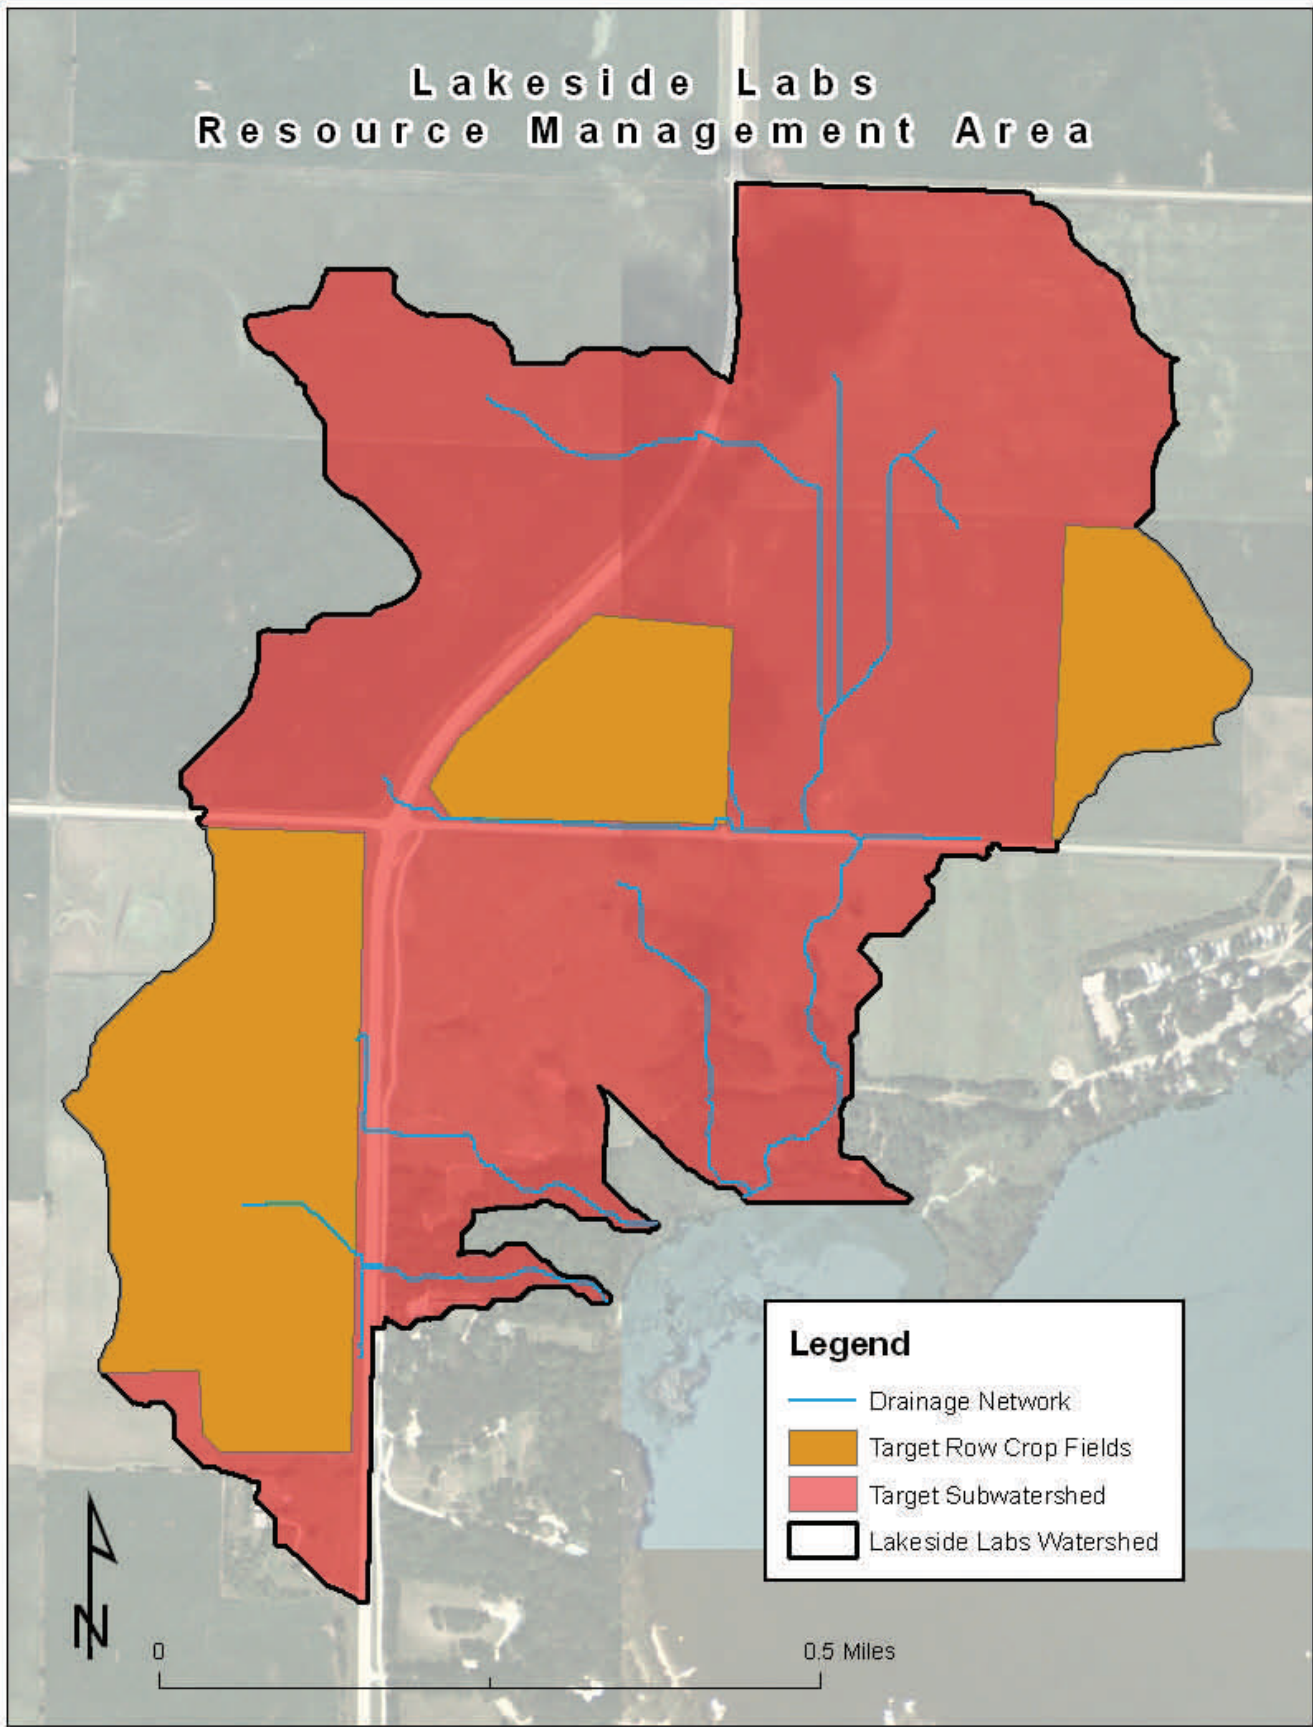 Lakeside Labs
Resource Management Area
Legend
Drainage Network
Target Row Crop Fields
Target Subwatershed
Lakeside Labs Watershed
N
0
0.5 Miles